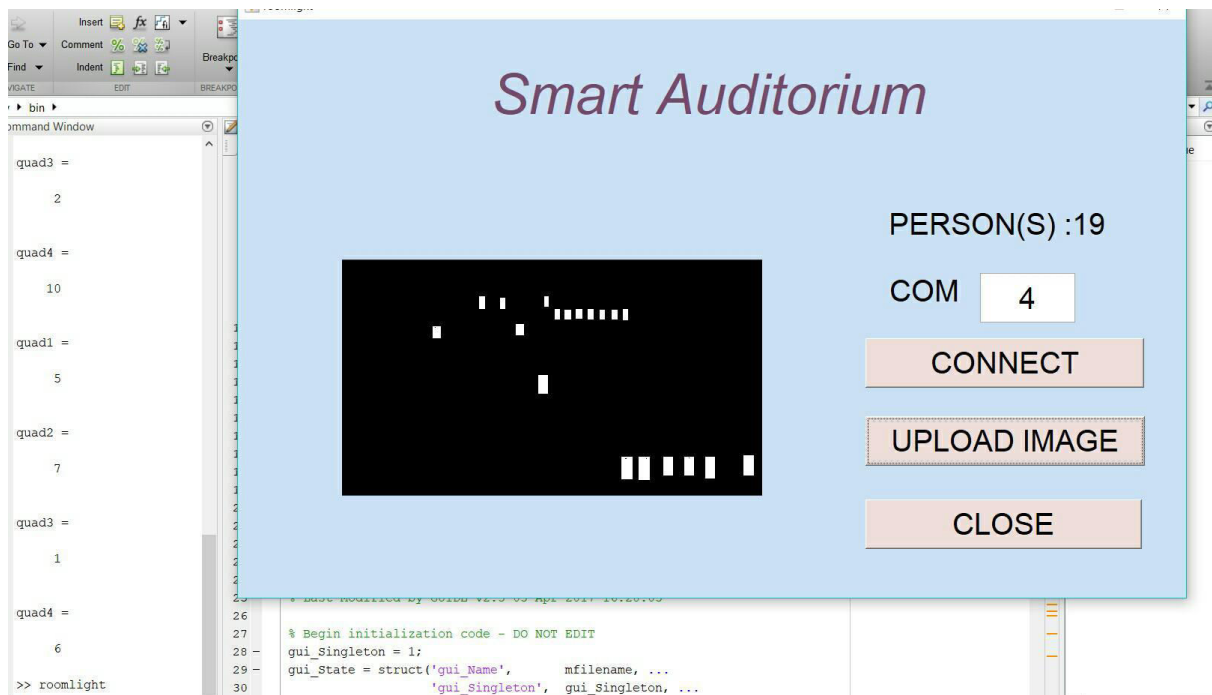 Insert fx fi
Go To Comment %
Find Indent
EDIT
bin
Command Window
quad3 =
2
quad4 =
10
quad1 =
5
quad2 =
7
quad3 =
1
quad4 =
6
>> roomlight
Smart Auditorium
PERSON(S) :19
COM 4
CONNECT
UPLOAD IMAGE
CLOSE
26
27 % Begin initialization code - DO NOT EDIT
28 - gui_Singleton = 1;
29 - gui_State = struct('gui_Name', mfilename, ...
30 'gui_Singleton', gui_Singleton, ...